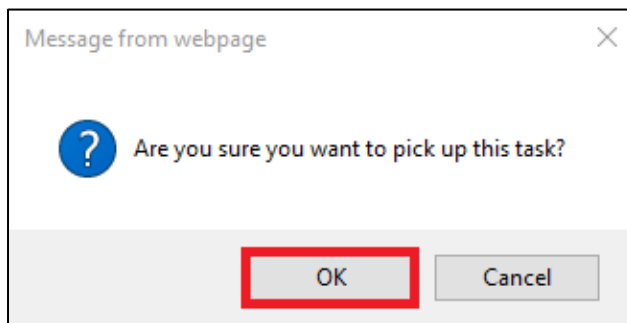 Message from webpage
? Are you sure you want to pick up this task?
OK Cancel